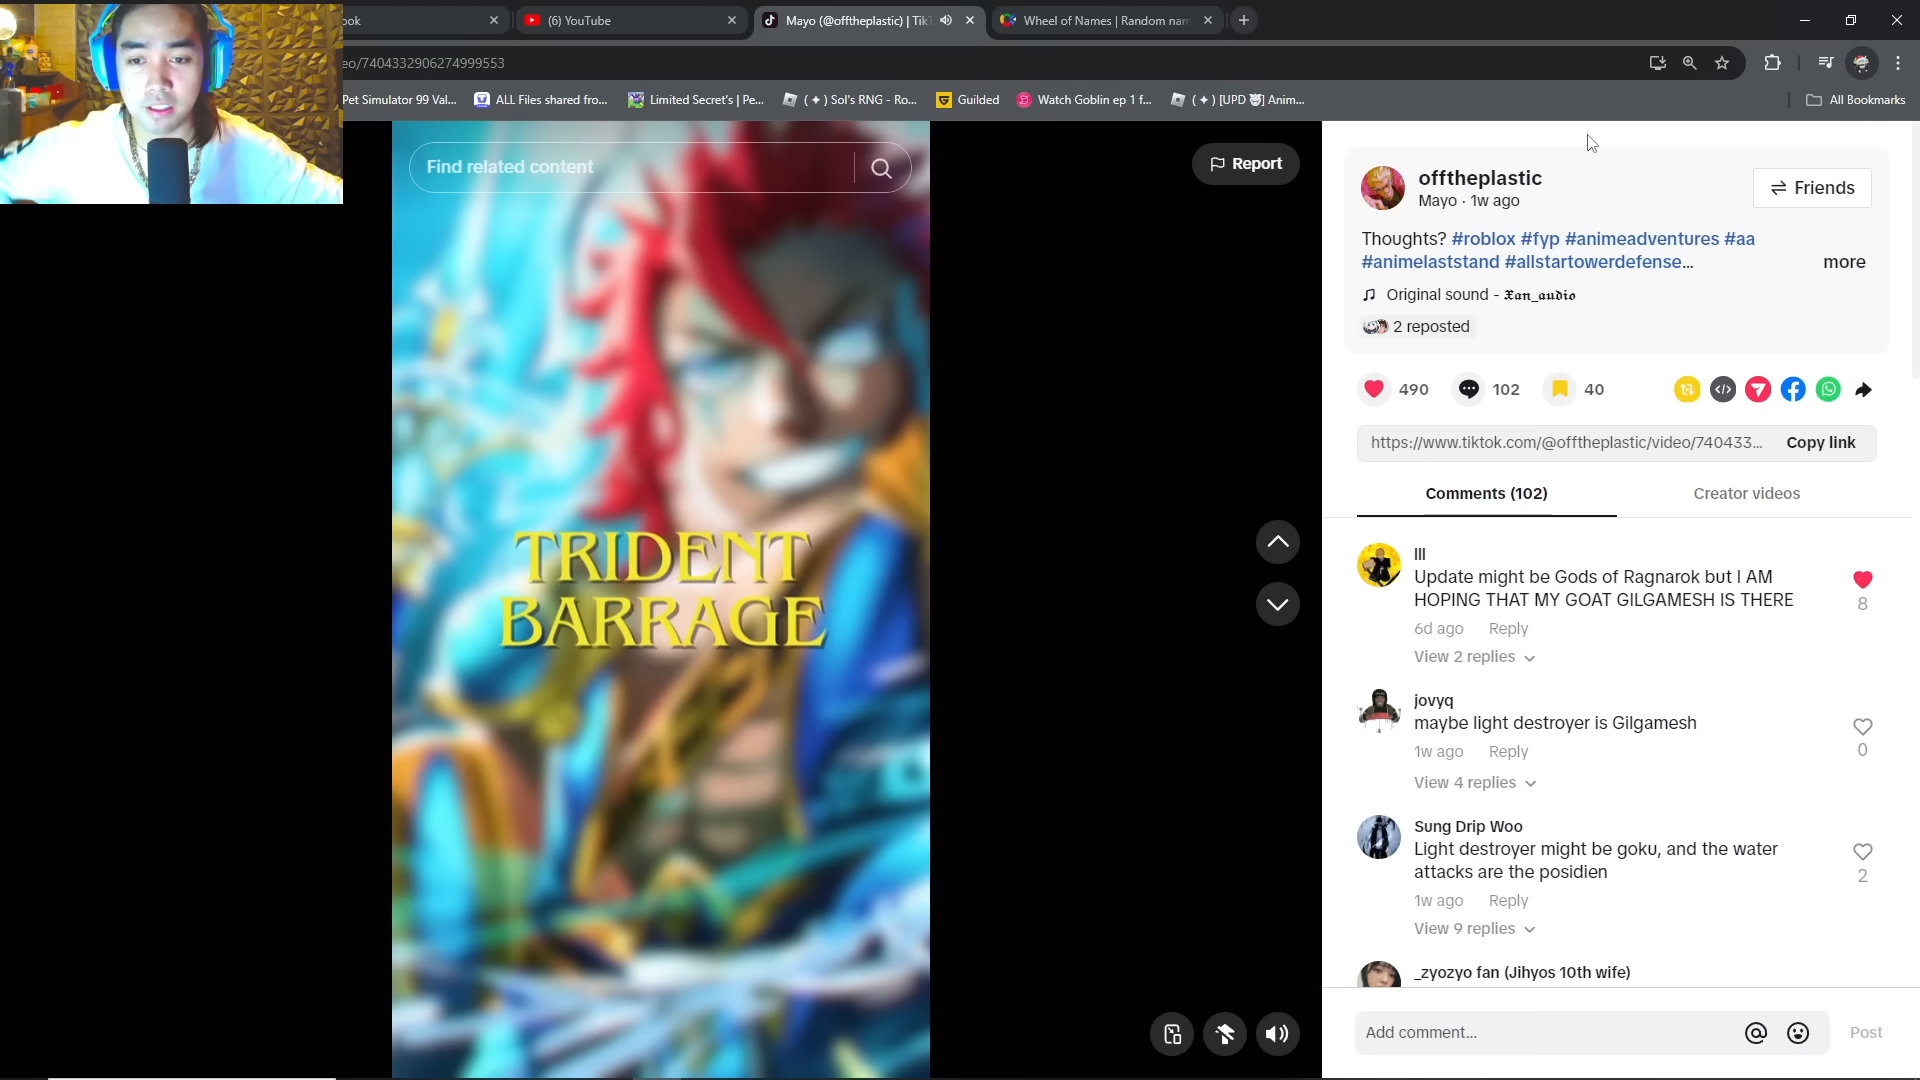 ook
(6) YouTube
Mayo (@offtheplastic) | Tik
Wheel of Names | Random nam
eo/7404332906274999553
Pet Simulator 99 Val...
ALL Files shared fro...
Limited Secret's | Pe...
( ✦ ) Sol's RNG - Ro...
Guilded
Watch Goblin ep 1 f...
( ✦ ) [UPD 😈] Anim...
All Bookmarks
Find related content
Report
TRIDENT
BARRAGE
offtheplastic
Mayo · 1w ago
Friends
Thoughts? #roblox #fyp #animeadventures #aa
#animelaststand #allstartowerdefense...
more
Original sound - 𝖃𝖆𝖓_𝖆𝖚𝖉𝖎𝖔
2 reposted
490
102
40
https://www.tiktok.com/@offtheplastic/video/740433...
Copy link
Comments (102)
Creator videos
lll
Update might be Gods of Ragnarok but I AM
HOPING THAT MY GOAT GILGAMESH IS THERE
8
6d ago Reply
View 2 replies
jovyq
maybe light destroyer is Gilgamesh
0
1w ago Reply
View 4 replies
Sung Drip Woo
Light destroyer might be goku, and the water
attacks are the posidien
2
1w ago Reply
View 9 replies
_zyozyo fan (Jihyos 10th wife)
Add comment...
Post